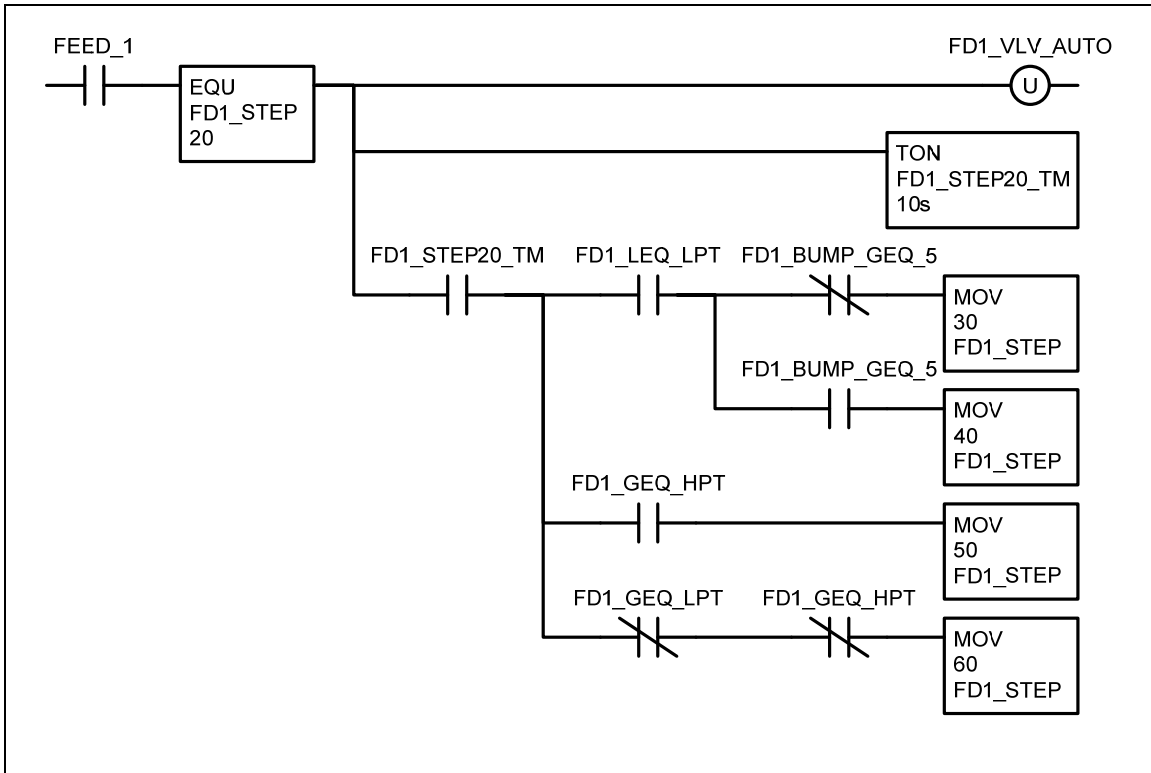 FEED_1
FD1_VLV_AUTO
EQU
FD1_STEP
20
U
TON
FD1_STEP20_TM
10s
FD1_STEP20_TM
FD1_LEQ_LPT
FD1_BUMP_GEQ_5
MOV
30
FD1_STEP
FD1_BUMP_GEQ_5
MOV
40
FD1_STEP
FD1_GEQ_HPT
MOV
50
FD1_STEP
FD1_GEQ_LPT
FD1_GEQ_HPT
MOV
60
FD1_STEP